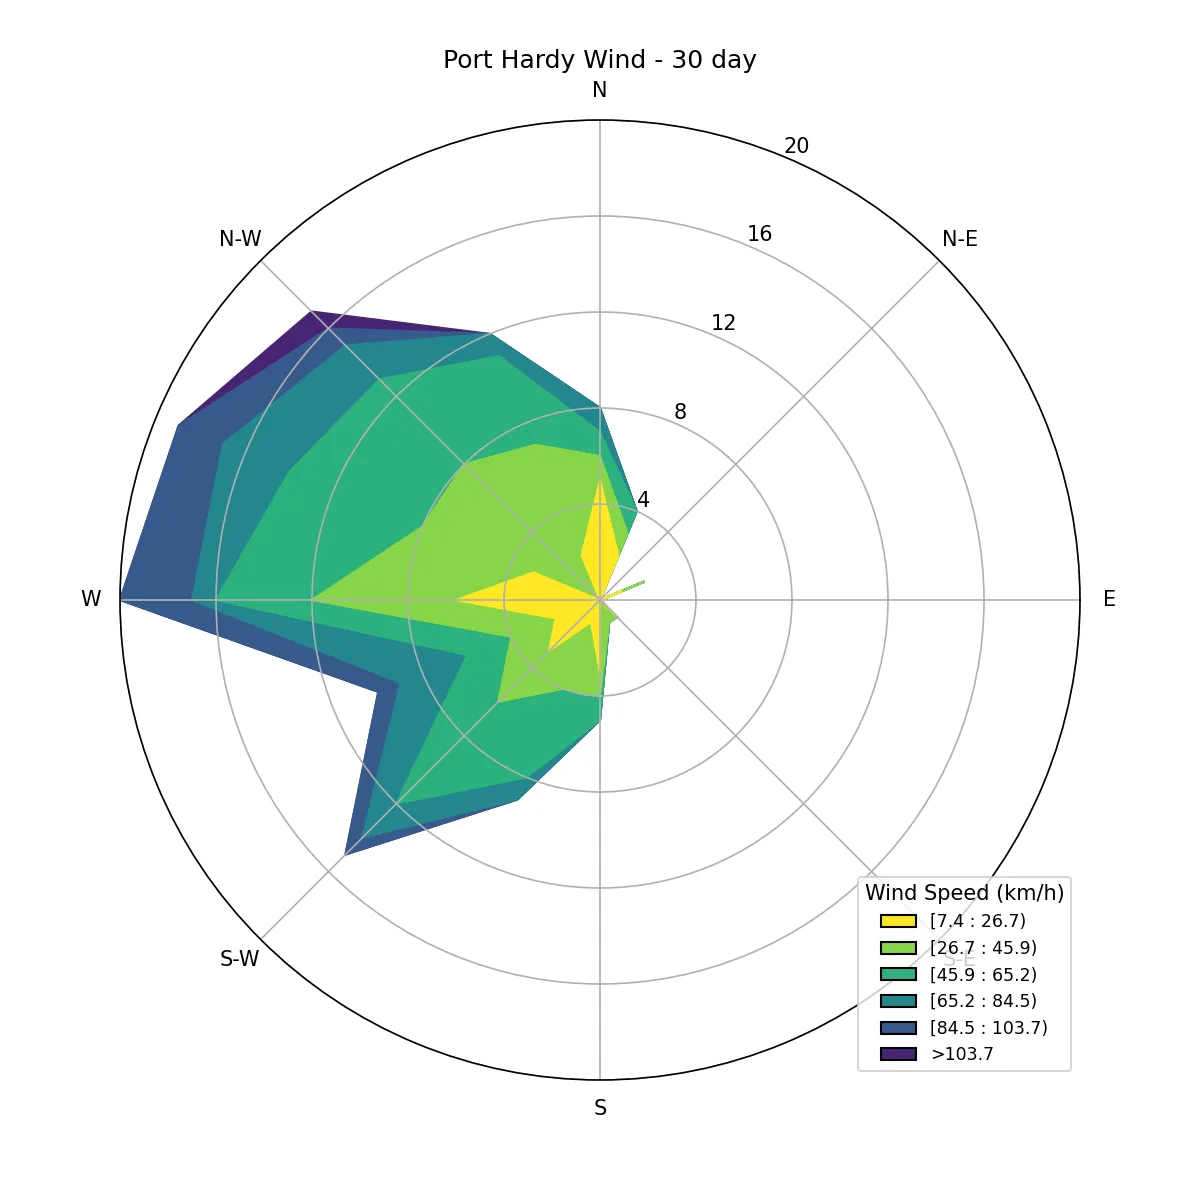 Port Hardy Wind - 30 day
N
20
N-W
16
N-E
12
8
4
W
E
S-W
S-E
S
Wind Speed (km/h)
[7.4 : 26.7)
[26.7 : 45.9)
[45.9 : 65.2)
[65.2 : 84.5)
[84.5 : 103.7)
>103.7